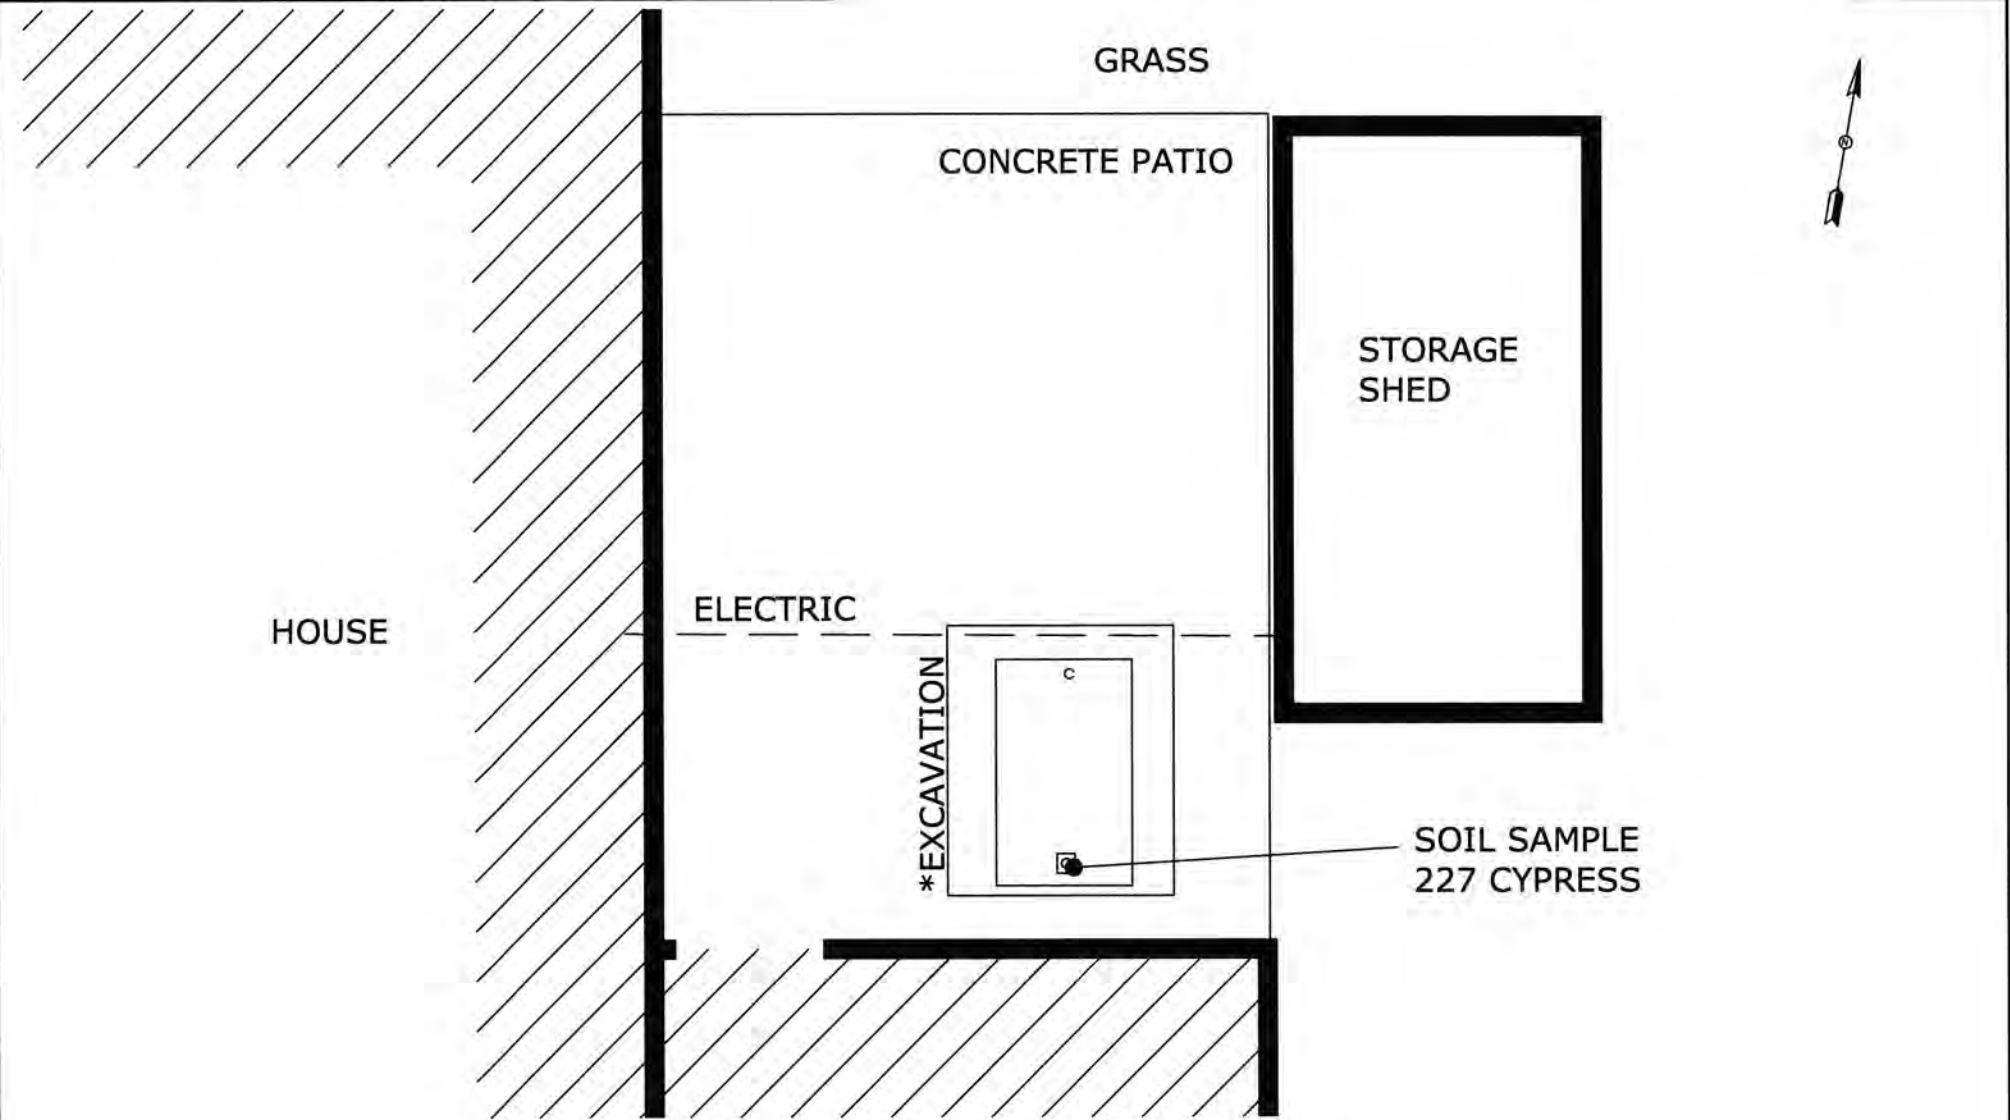 GRASS
CONCRETE PATIO
N
STORAGE
SHED
ELECTRIC
HOUSE
*EXCAVATION
C
SOIL SAMPLE
227 CYPRESS